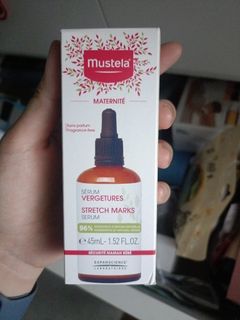 Mustela
MATERNITÉ
Sans parfum
Fragrance-free
SÉRUM
VERGETURES
STRETCH MARKS
SERUM
96%
℮ 45mL - 1.52 FL.OZ.
SÉCURITÉ MAMAN BÉBÉ
EXPANSCIENCE
LABORATOIRES